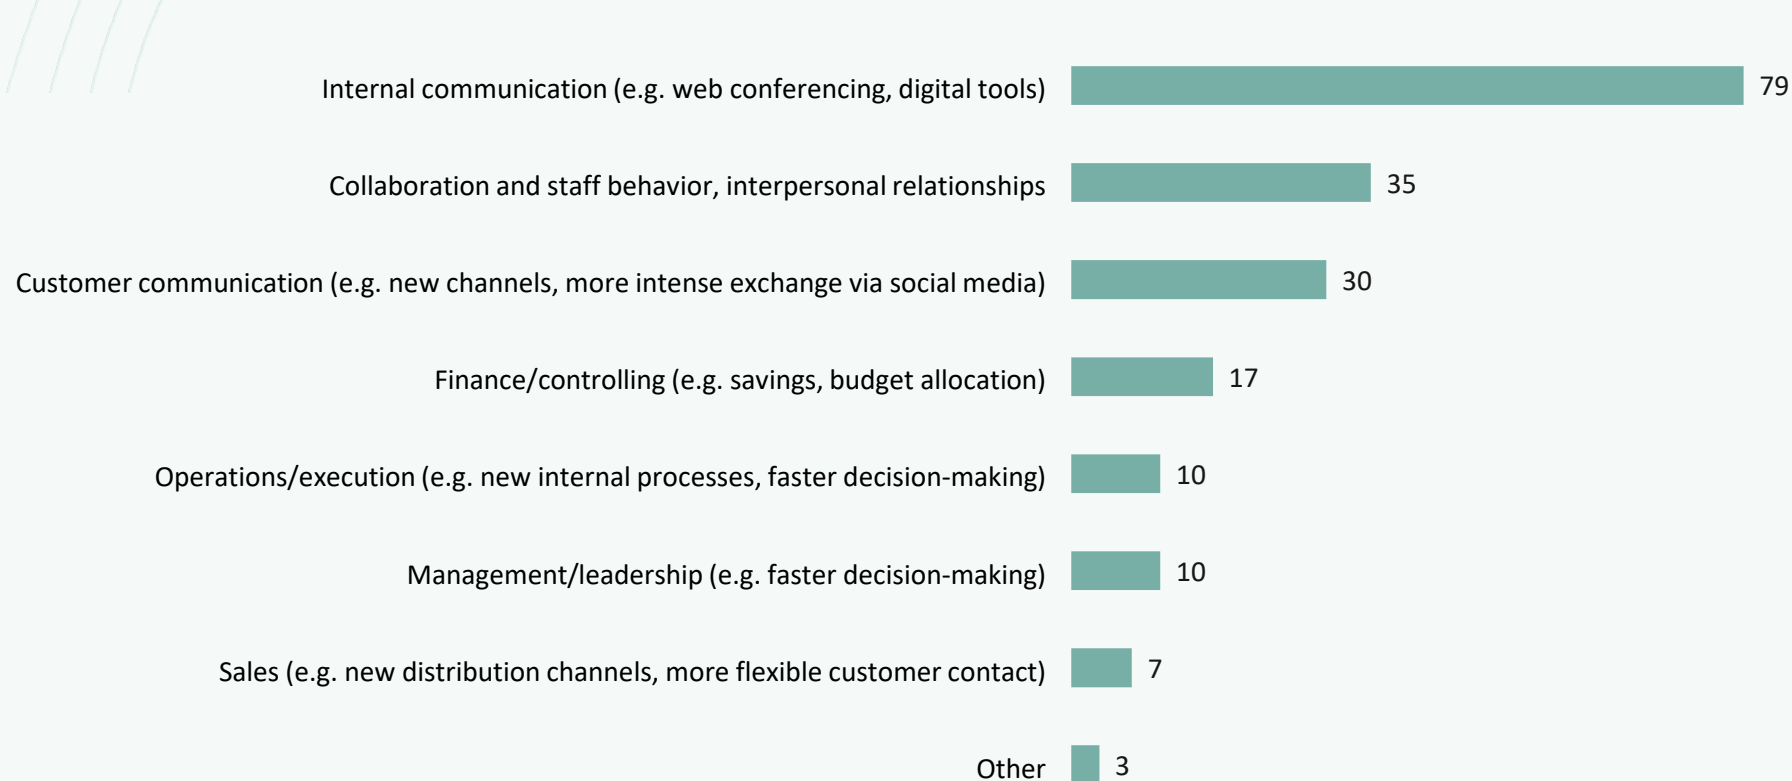 Internal communication (e.g. web conferencing, digital tools) 79
Collaboration and staff behavior, interpersonal relationships 35
Customer communication (e.g. new channels, more intense exchange via social media) 30
Finance/controlling (e.g. savings, budget allocation) 17
Operations/execution (e.g. new internal processes, faster decision-making) 10
Management/leadership (e.g. faster decision-making) 10
Sales (e.g. new distribution channels, more flexible customer contact) 7
Other 3